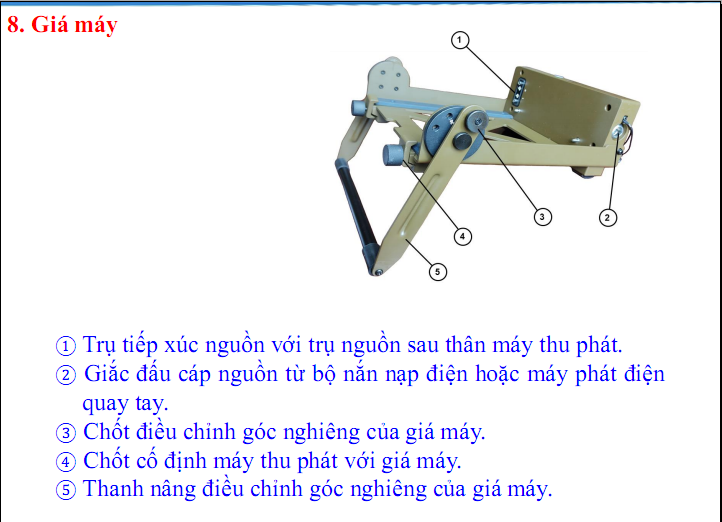 8. Giá máy
1
2
3
4
5
① Trụ tiếp xúc nguồn với trụ nguồn sau thân máy thu phát.
② Giắc đấu cáp nguồn từ bộ nắn nạp điện hoặc máy phát điện
quay tay.
③ Chốt điều chỉnh góc nghiêng của giá máy.
④ Chốt cố định máy thu phát với giá máy.
⑤ Thanh nâng điều chỉnh góc nghiêng của giá máy.